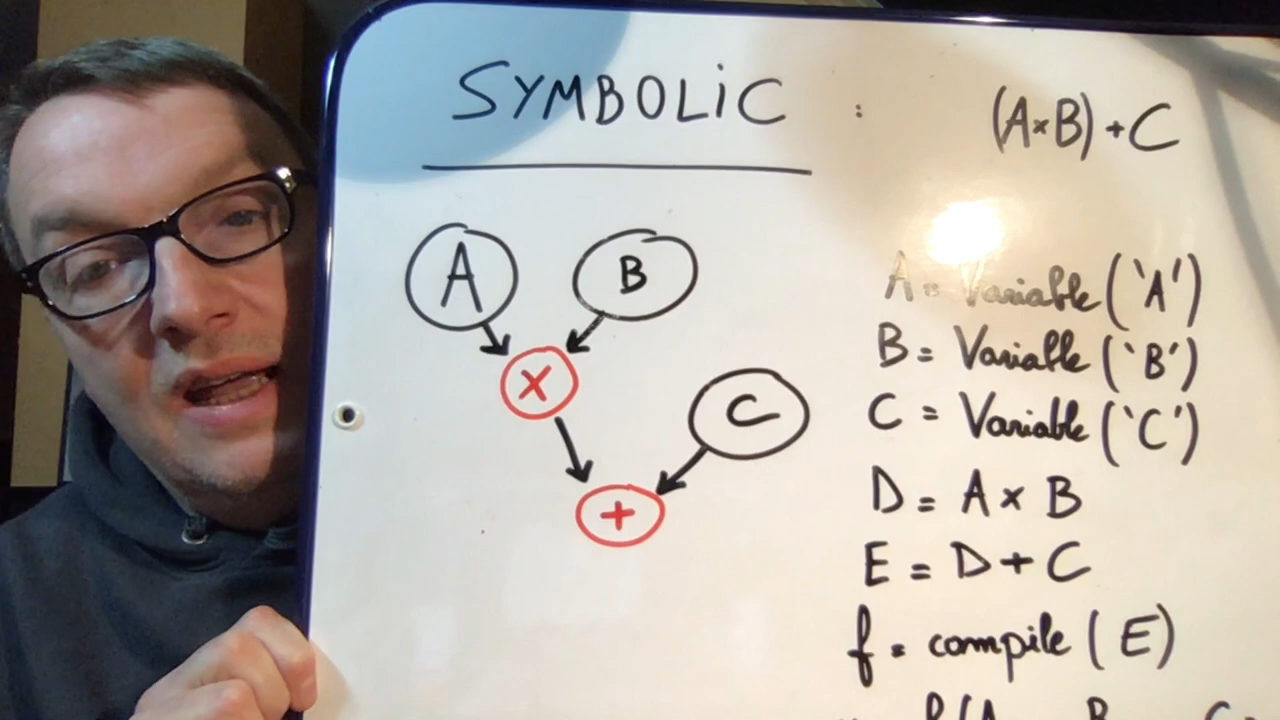 SYMBOLiC : (A×B)+C
A B
×
C
+
A = Variable (`A')
B = Variable (`B')
C = Variable (`C')
D = A × B
E = D + C
f = compile (E)